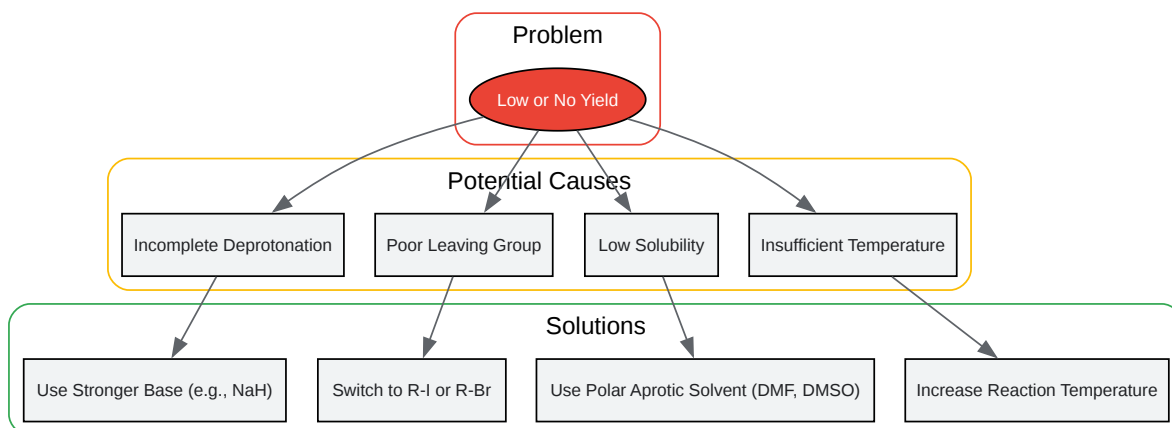 Problem
Low or No Yield
Potential Causes
Incomplete Deprotonation
Poor Leaving Group
Low Solubility
Insufficient Temperature
Solutions
Use Stronger Base (e.g., NaH)
Switch to R-I or R-Br
Use Polar Aprotic Solvent (DMF, DMSO)
Increase Reaction Temperature